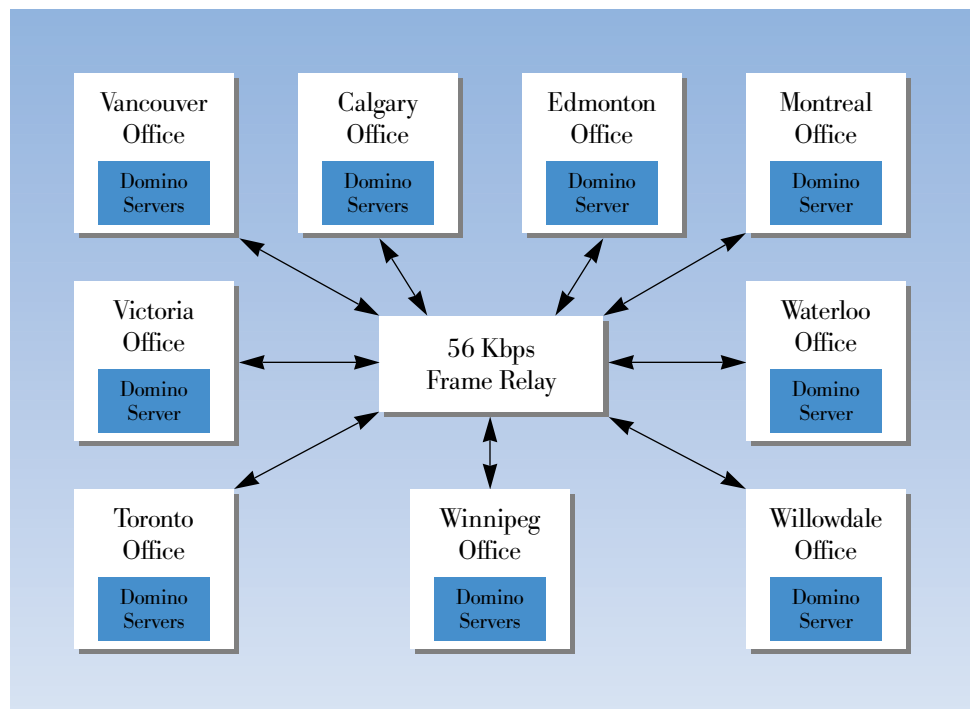 Vancouver
Office
Domino
Servers
Calgary
Office
Domino
Servers
Edmonton
Office
Domino
Server
Montreal
Office
Domino
Server
Victoria
Office
Domino
Server
56 Kbps
Frame Relay
Waterloo
Office
Domino
Server
Toronto
Office
Domino
Servers
Winnipeg
Office
Domino
Servers
Willowdale
Office
Domino
Server